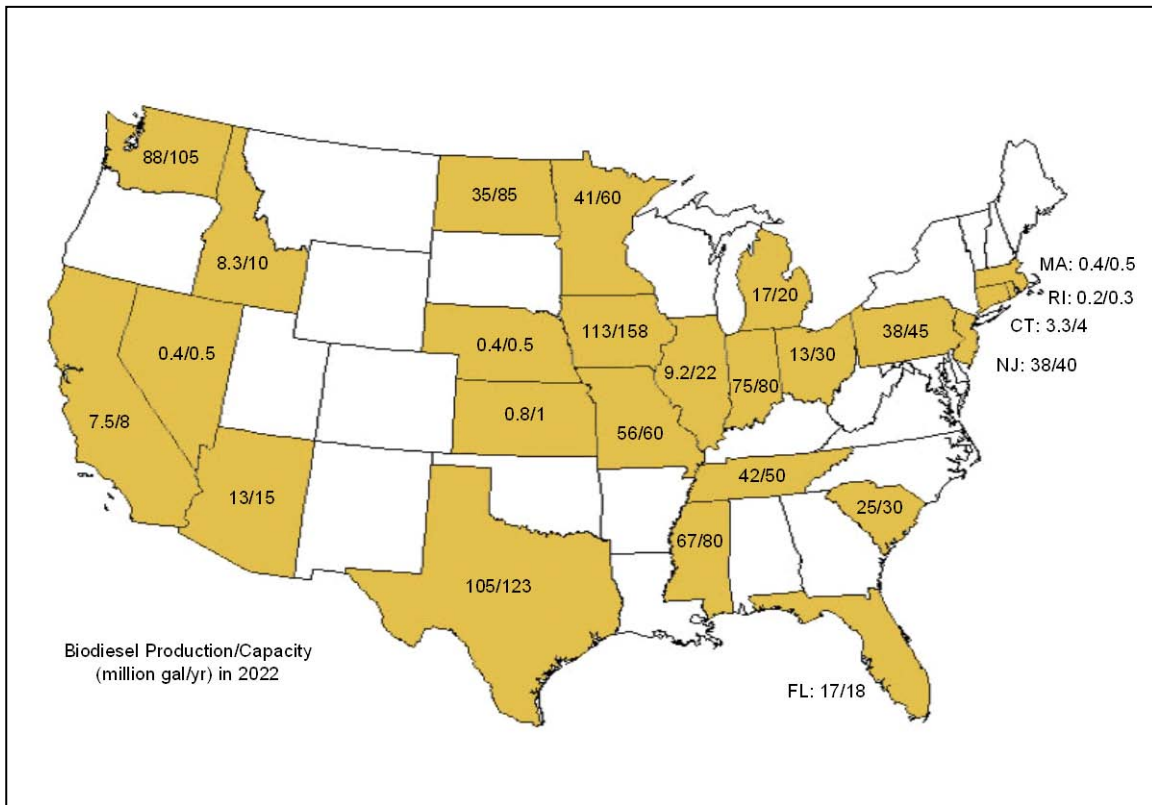 88/105
35/85
41/60
8.3/10
17/20
MA: 0.4/0.5
RI: 0.2/0.3
CT: 3.3/4
NJ: 38/40
0.4/0.5
0.4/0.5
113/158
9.2/22
75/80
13/30
38/45
7.5/8
0.8/1
56/60
13/15
42/50
25/30
67/80
105/123
Biodiesel Production/Capacity
(million gal/yr) in 2022
FL: 17/18